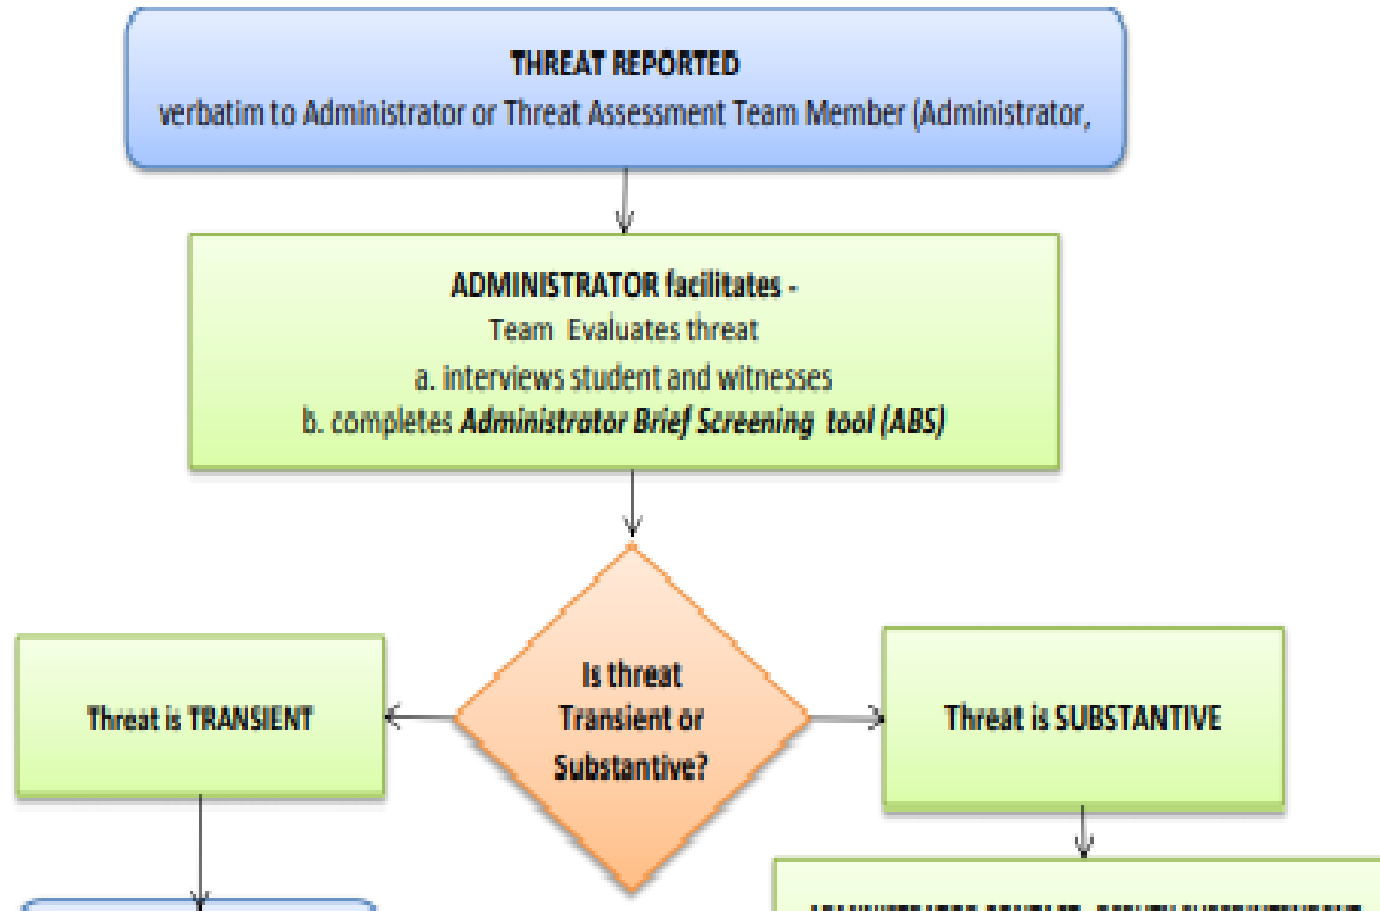 THREAT REPORTED
verbatim to Administrator or Threat Assessment Team Member (Administrator,
ADMINISTRATOR facilitates -
Team Evaluates threat
a. interviews student and witnesses
b. completes Administrator Brief Screening tool (ABS)
Is threat
Transient or
Substantive?
Threat is TRANSIENT
Threat is SUBSTANTIVE